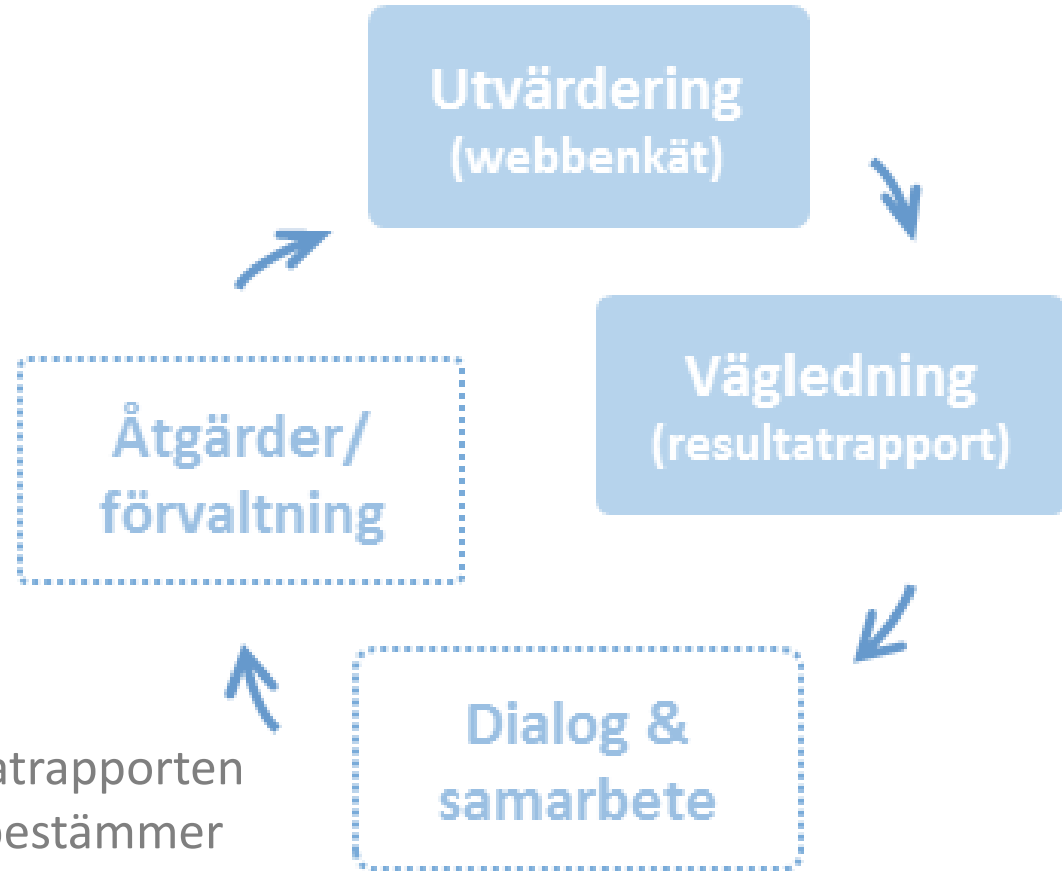 Utvärdering
(webbenkät)
Vägledning
(resultatrapport)
Åtgärder/
förvaltning
Dialog &
samarbete
atrapporten
bestämmer